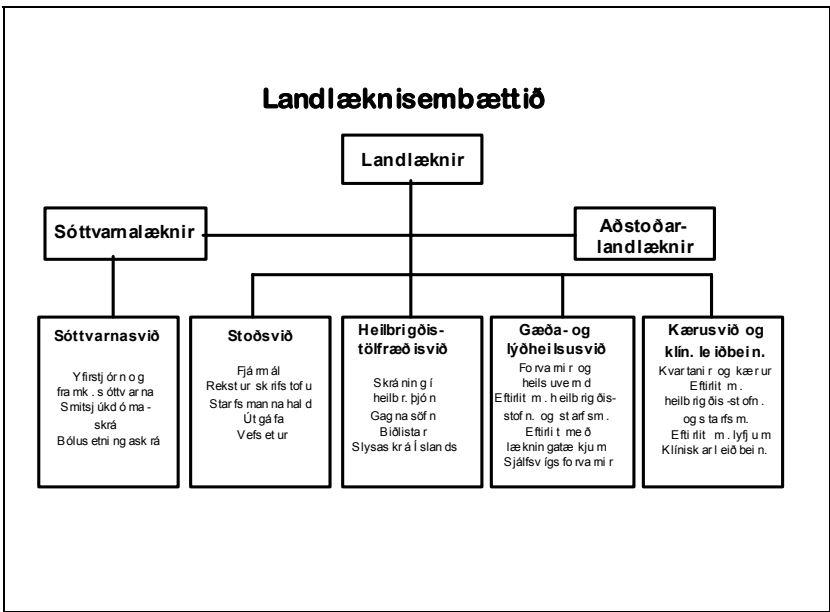 Landlæknisembættið
Landlæknir
Sóttvarnalæknir
Aðstoðar-
landlæknir
Sóttvarnasvið
Yfirstjórn og
framk. sóttvarna
Smitsjúkdóma-
skrá
Bólusetningaskrá
Stoðsvið
Fjármál
Rekstur skrifstofu
Starfsmannahald
Útgáfa
Vefsetur
Heilbrigðis-
tölfræðisvið
Skráning í
heilbr. þjón
Gagnasöfn
Biðlistar
Slysaskrá Íslands
Gæða- og
lýðheilsusvið
Forvarnir og
heilsuvernd
Eftirlit m. heilbrigðis-
stofn. og starfsm.
Eftirlit með
lækningatækjum
Sjálfsvígsforvarnir
Kærusvið og
klín. leiðbein.
Kvartanir og kærur
Eftirlit m.
heilbrigðis-stofn.
og starfsm.
Eftirlit m. lyfjum
Klíniskar leiðbein.